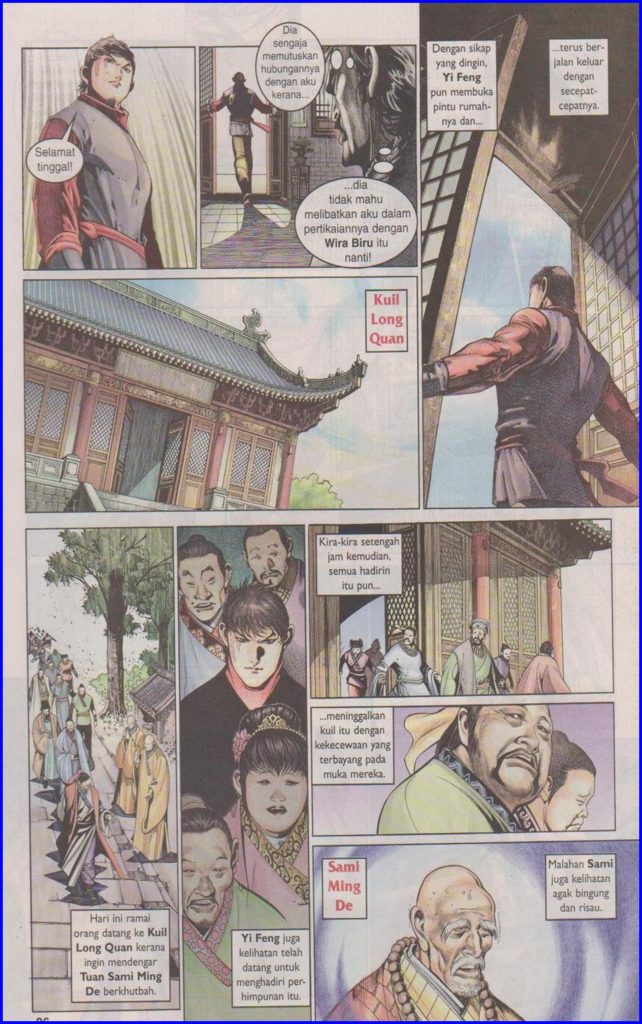 Selamat
tinggal!
Dia
sengaja
memutuskan
hubungannya
dengan aku
kerana...
...dia
tidak mahu
melibatkan aku dalam
pertikaiannya dengan
Wira Biru itu
nanti!
Dengan sikap
yang dingin,
Yi Feng
pun membuka
pintu rumah-
nya dan...
...terus ber-
jalan keluar
dengan
secepat-
cepatnya.
Kuil
Long
Quan
Hari ini ramai
orang datang ke Kuil
Long Quan kerana
ingin mendengar
Tuan Sami Ming
De berkhutbah.
Yi Feng juga
kelihatan telah
datang untuk
menghadiri per-
himpunan itu.
Kira-kira setengah
jam kemudian,
semua hadirin
itu pun...
...meninggalkan
kuil itu dengan
kekecewaan yang
terbayang pada
muka mereka.
Sami
Ming
De
Malahan Sami
juga kelihatan
agak bingung
dan risau.